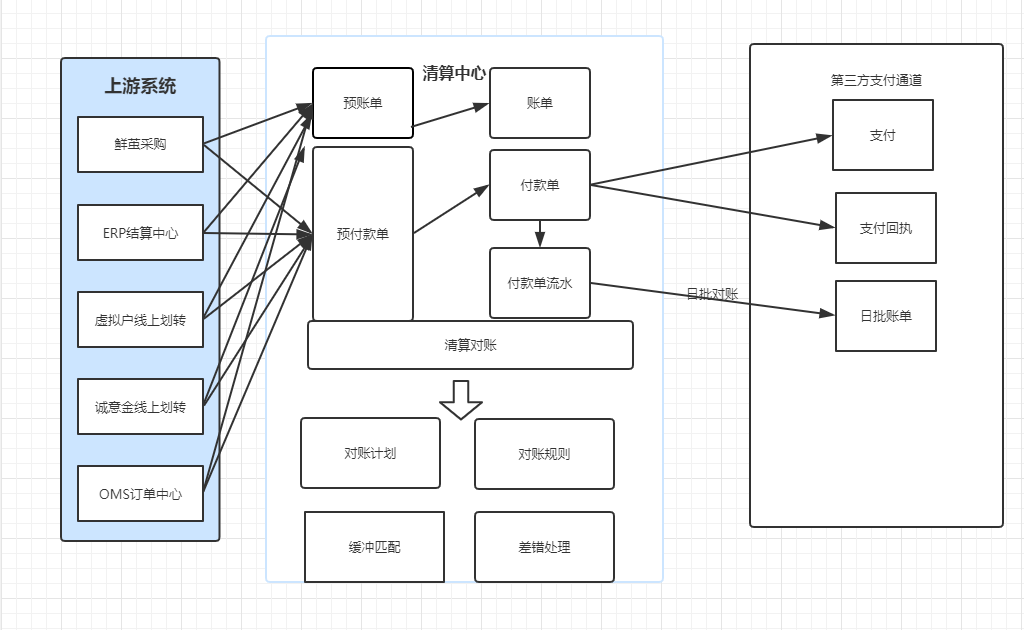 上游系统
鲜茧采购
ERP结算中心
虚拟户线上划转
诚意金线上划转
OMS订单中心
清算中心
预账单
账单
预付款单
付款单
付款单流水
清算对账
对账计划
对账规则
缓冲匹配
差错处理
日批对账
第三方支付通道
支付
支付回执
日批账单